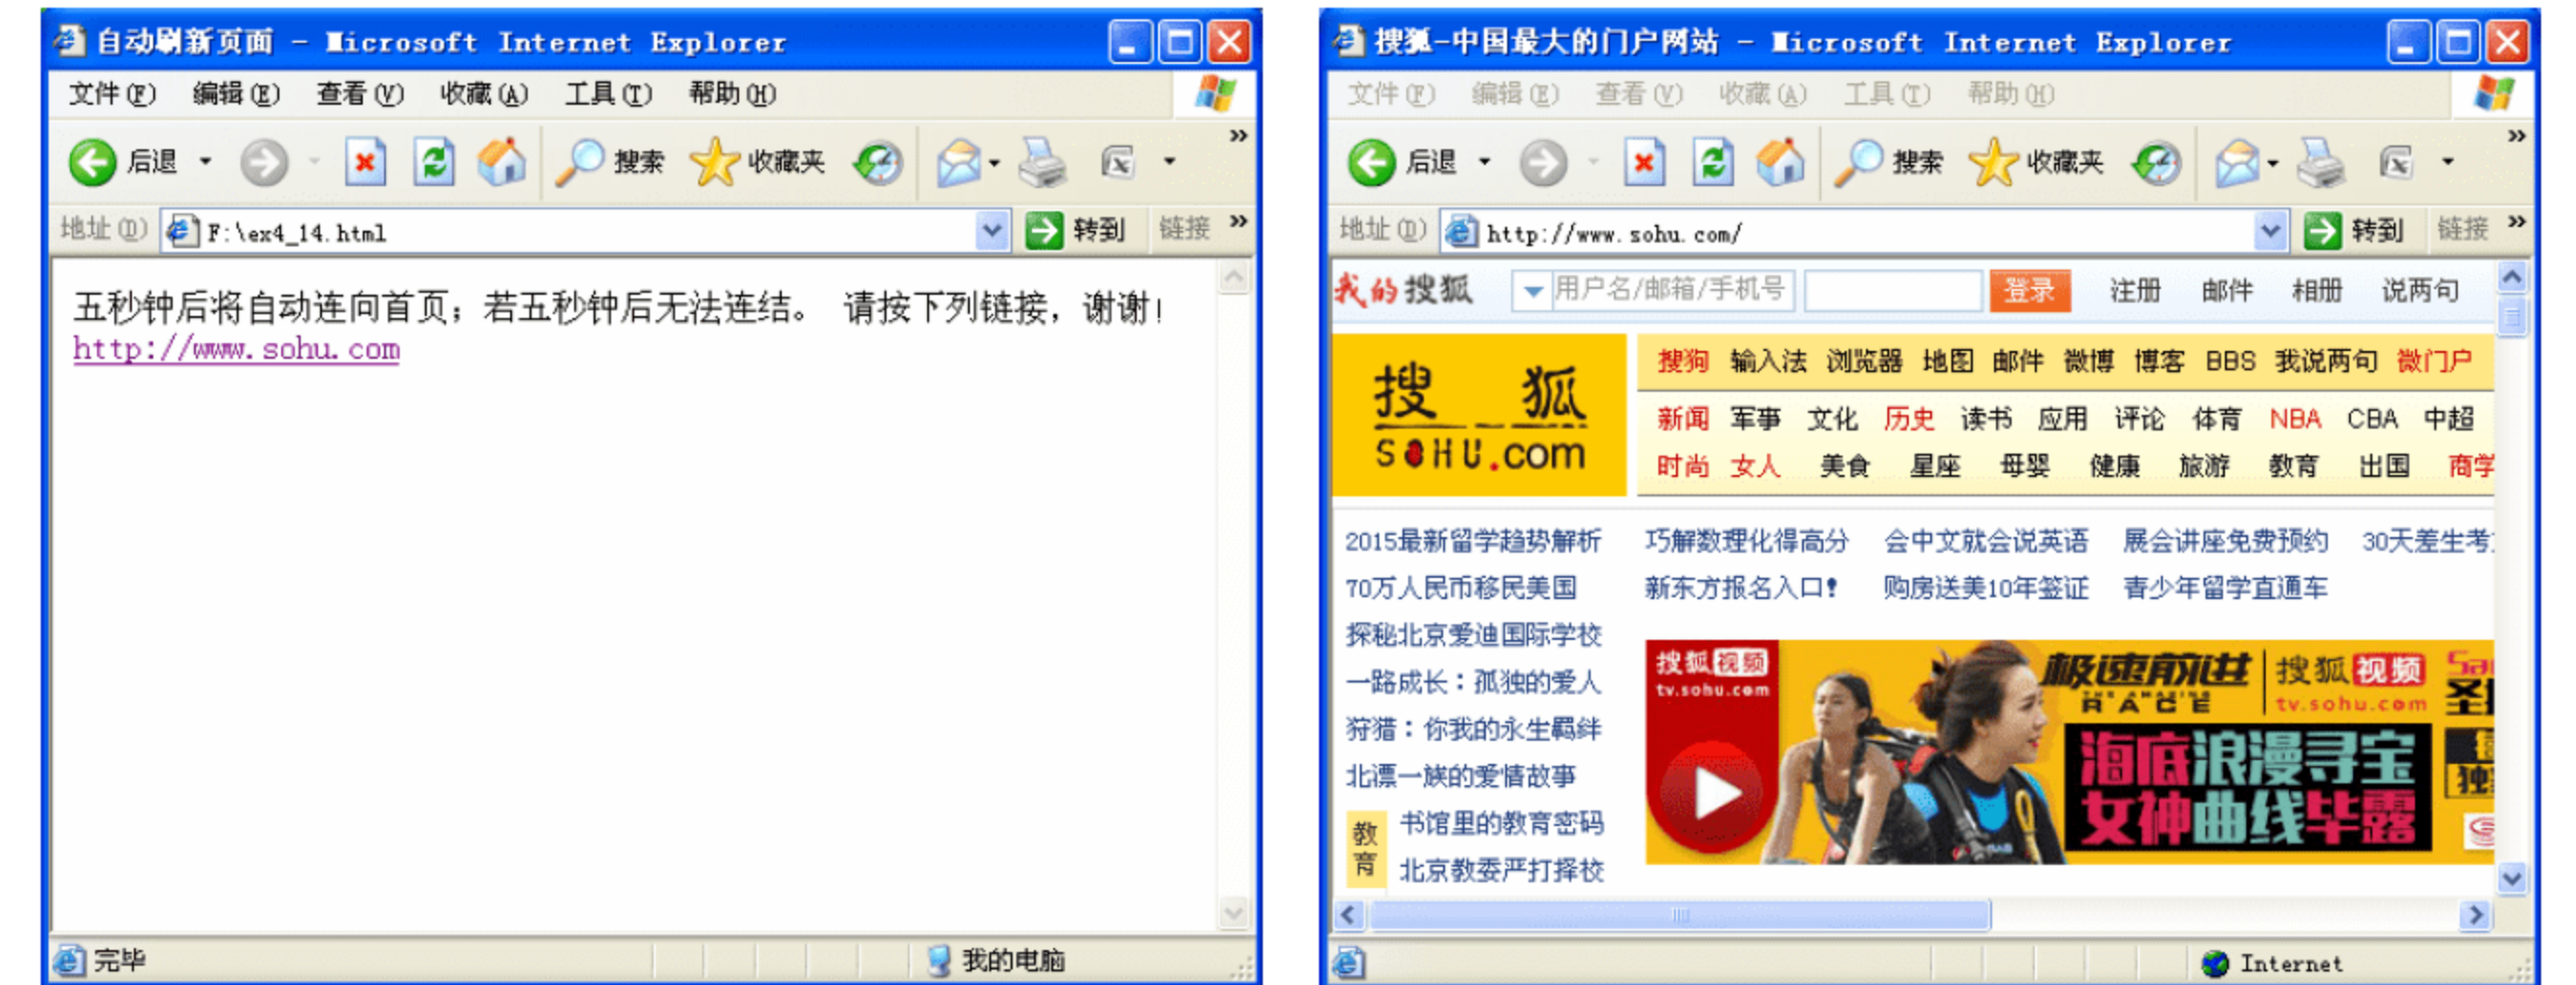 自动刷新页面 - Microsoft Internet Explorer
文件(F) 编辑(E) 查看(V) 收藏(A) 工具(T) 帮助(H)
后退 搜索 收藏夹 »
地址(D) F:\ex4_14.html 转到 链接 »
五秒钟后将自动连向首页；若五秒钟后无法连结。 请按下列链接，谢谢！
http://www.sohu.com
完毕 我的电脑
搜狐-中国最大的门户网站 - Microsoft Internet Explorer
文件(F) 编辑(E) 查看(V) 收藏(A) 工具(T) 帮助(H)
后退 搜索 收藏夹 »
地址(D) http://www.sohu.com/ 转到 链接 »
我的搜狐 用户名/邮箱/手机号 登录 注册 邮件 相册 说两句
搜狐
SOHU.com
搜狗 输入法 浏览器 地图 邮件 微博 博客 BBS 我说两句 微门户
新闻 军事 文化 历史 读书 应用 评论 体育 NBA CBA 中超
时尚 女人 美食 星座 母婴 健康 旅游 教育 出国 商学
2015最新留学趋势解析 巧解数理化得高分 会中文就会说英语 展会讲座免费预约 30天差生考
70万人民币移民美国 新东方报名入口! 购房送美10年签证 青少年留学直通车
探秘北京爱迪国际学校
一路成长：孤独的爱人
狩猎：你我的永生羁绊
北漂一族的爱情故事
教育
书馆里的教育密码
北京教委严打择校
搜狐视频
tv.sohu.com
极速前进
THE AMAZING
RACE
搜狐视频
tv.sohu.com
海底浪漫寻宝
女神曲线毕露
Internet